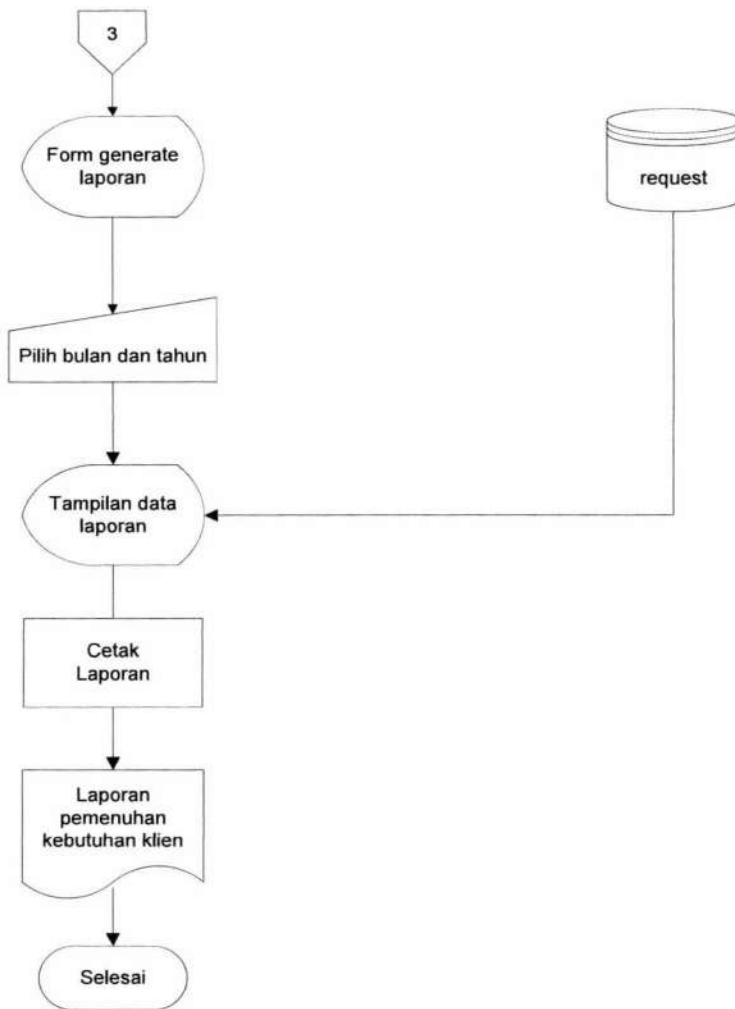 3
Form generate
laporan
request
Pilih bulan dan tahun
Tampilan data
laporan
Cetak
Laporan
Laporan
pemenuhan
kebutuhan klien
Selesai